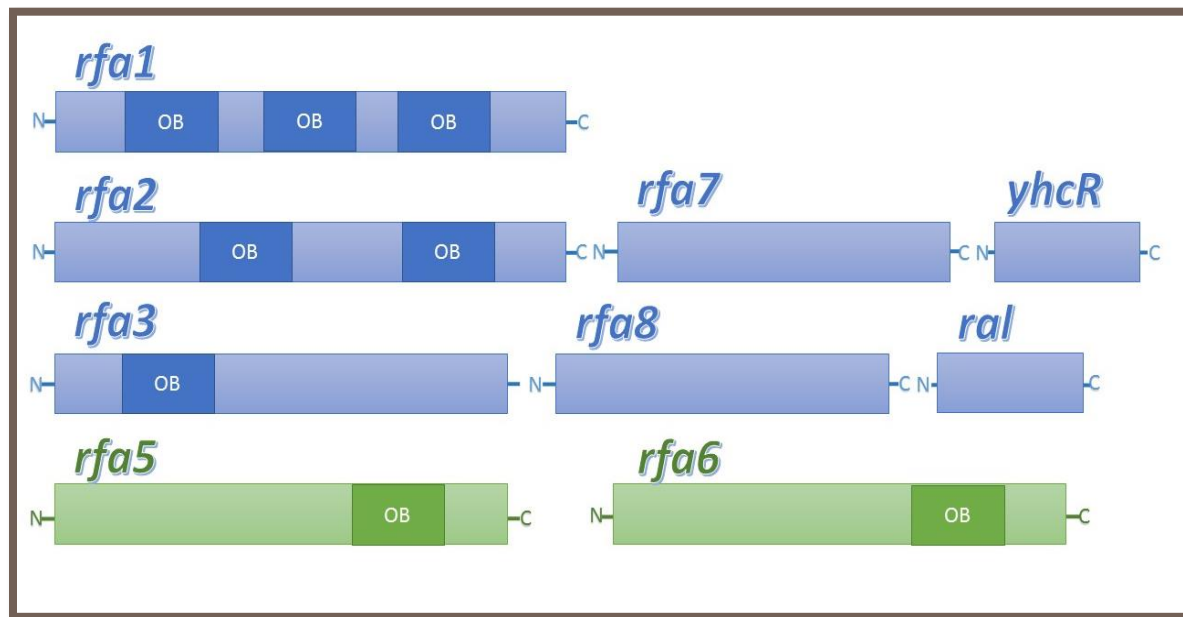 rfa1
N OB OB OB C
rfa2 rfa7 yhcR
N OB OB C N C N C
rfa3 rfa8 ral
N OB N C N C
rfa5 rfa6
N OB C N OB C